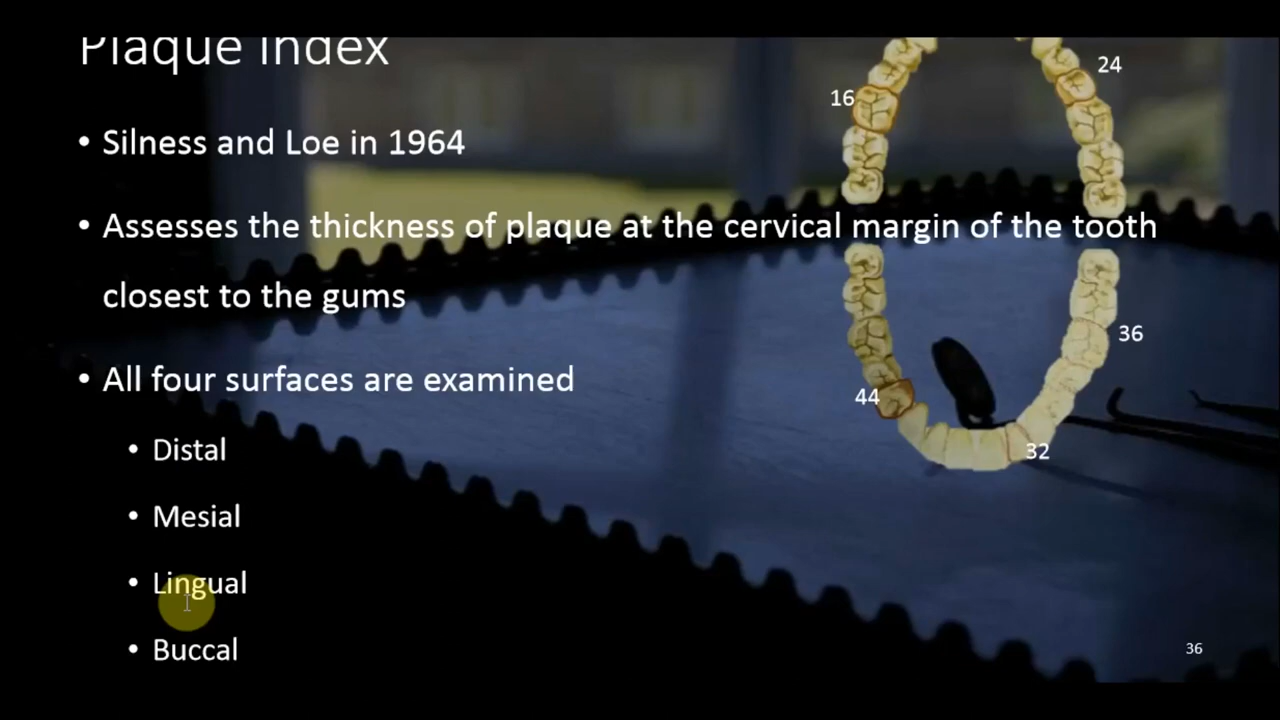 Plaque Index
• Silness and Loe in 1964
• Assesses the thickness of plaque at the cervical margin of the tooth
closest to the gums
• All four surfaces are examined
• Distal
• Mesial
• Lingual
• Buccal
16
24
36
44
32
36